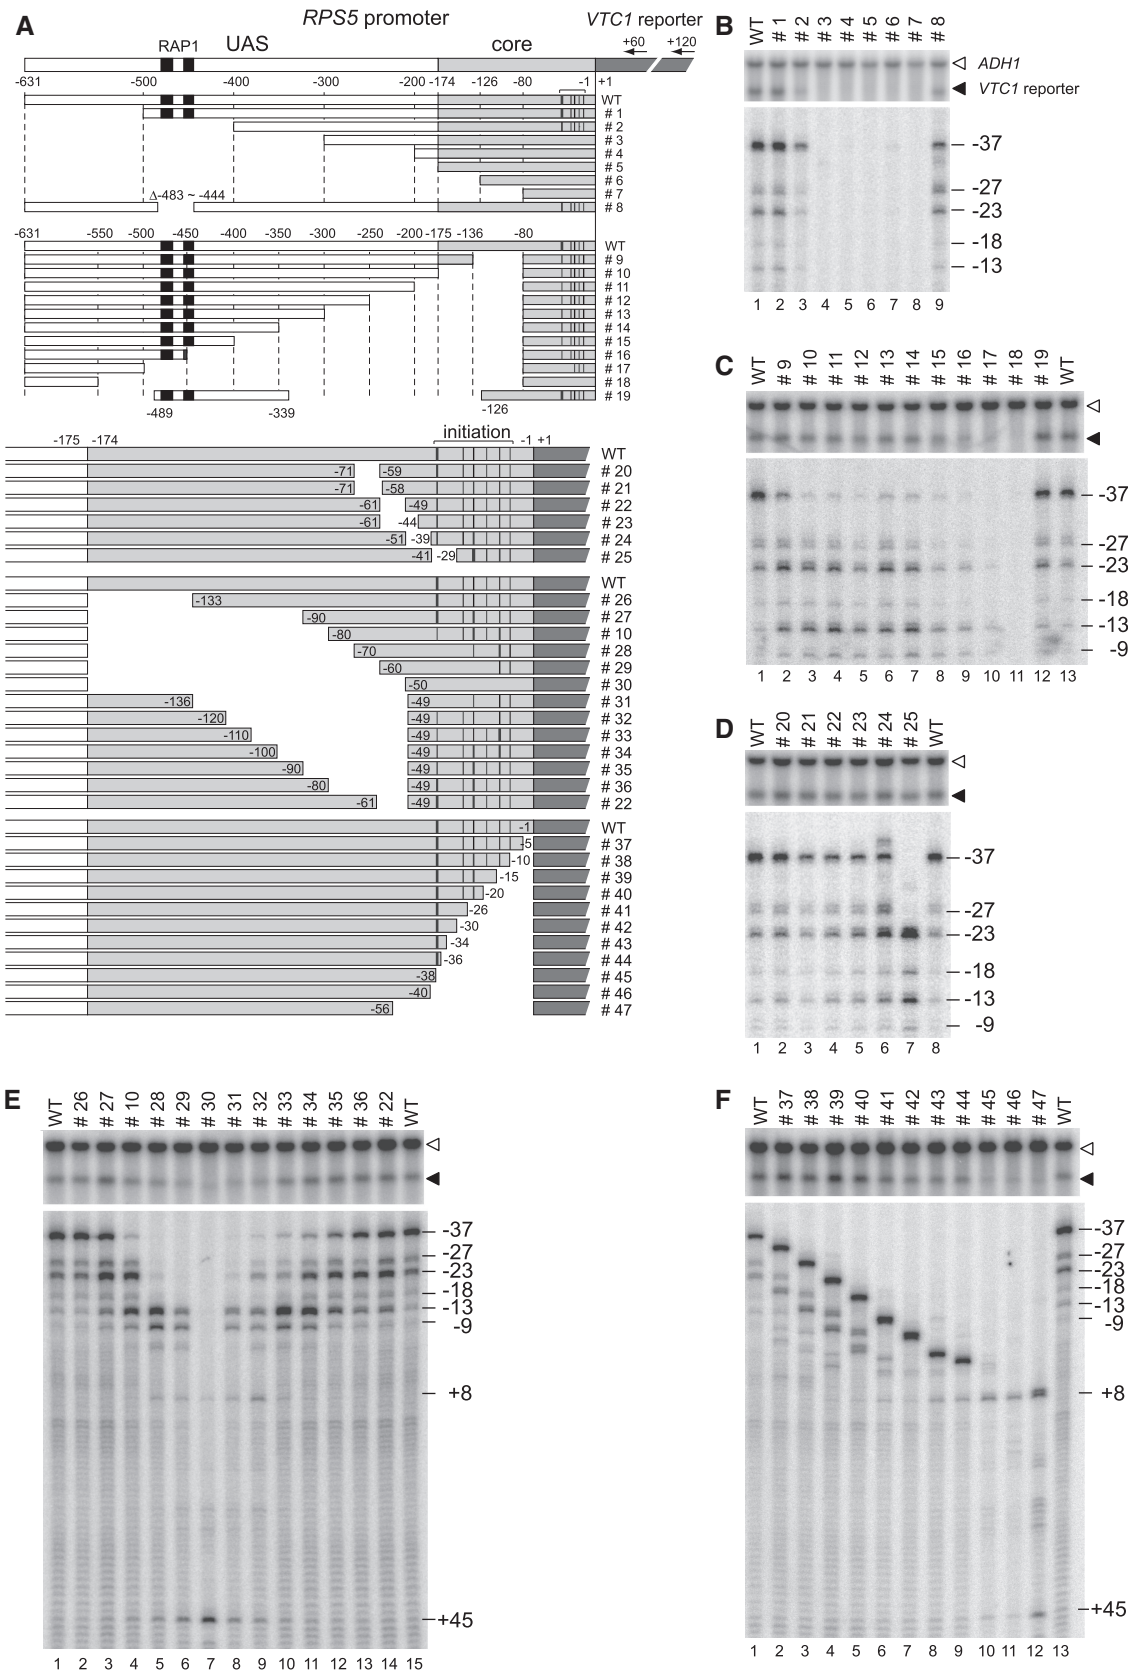 A
RPS5 promoter
VTC1 reporter
RAP1
UAS
core
+60
+120
-631 -500 -400 -200 -174 -126 -80 -1 +1
WT
# 1
# 2
# 3
# 4
# 5
# 6
# 7
Δ-483 ~ -444
# 8
-631 -550 -500 -450 -400 -350 -300 -250 -200 -175 -136 -80
WT
# 9
# 10
# 11
# 12
# 13
# 14
# 15
# 16
# 17
# 18
# 19
-489 -339 -126
-175 -174
initiation
-1 +1
WT
-71 -59 # 20
-71 -58 # 21
-61 -49 # 22
-61 -44 # 23
-51 -39 # 24
-41 -29 # 25
WT
-133 # 26
-90 # 27
-80 # 10
-70 # 28
-60 # 29
-50 # 30
-136 -49 # 31
-120 -49 # 32
-110 -49 # 33
-100 -49 # 34
-90 -49 # 35
-80 -49 # 36
-61 -49 # 22
-1 WT
-5 # 37
-10 # 38
-15 # 39
-20 # 40
-26 # 41
-30 # 42
-34 # 43
-36 # 44
-38 # 45
-40 # 46
-56 # 47
B
WT # 1 # 2 # 3 # 4 # 5 # 6 # 7 # 8
ADH1
VTC1 reporter
-37
-27
-23
-18
-13
1 2 3 4 5 6 7 8 9
C
WT # 9 # 10 # 11 # 12 # 13 # 14 # 15 # 16 # 17 # 18 # 19 WT
-37
-27
-23
-18
-13
-9
1 2 3 4 5 6 7 8 9 10 11 12 13
D
WT # 20 # 21 # 22 # 23 # 24 # 25 WT
-37
-27
-23
-18
-13
-9
1 2 3 4 5 6 7 8
E
WT # 26 # 27 # 10 # 28 # 29 # 30 # 31 # 32 # 33 # 34 # 35 # 36 # 22 WT
-37
-27
-23
-18
-13
-9
+8
+45
1 2 3 4 5 6 7 8 9 10 11 12 13 14 15
F
WT # 37 # 38 # 39 # 40 # 41 # 42 # 43 # 44 # 45 # 46 # 47 WT
-37
-27
-23
-18
-13
-9
+8
+45
1 2 3 4 5 6 7 8 9 10 11 12 13